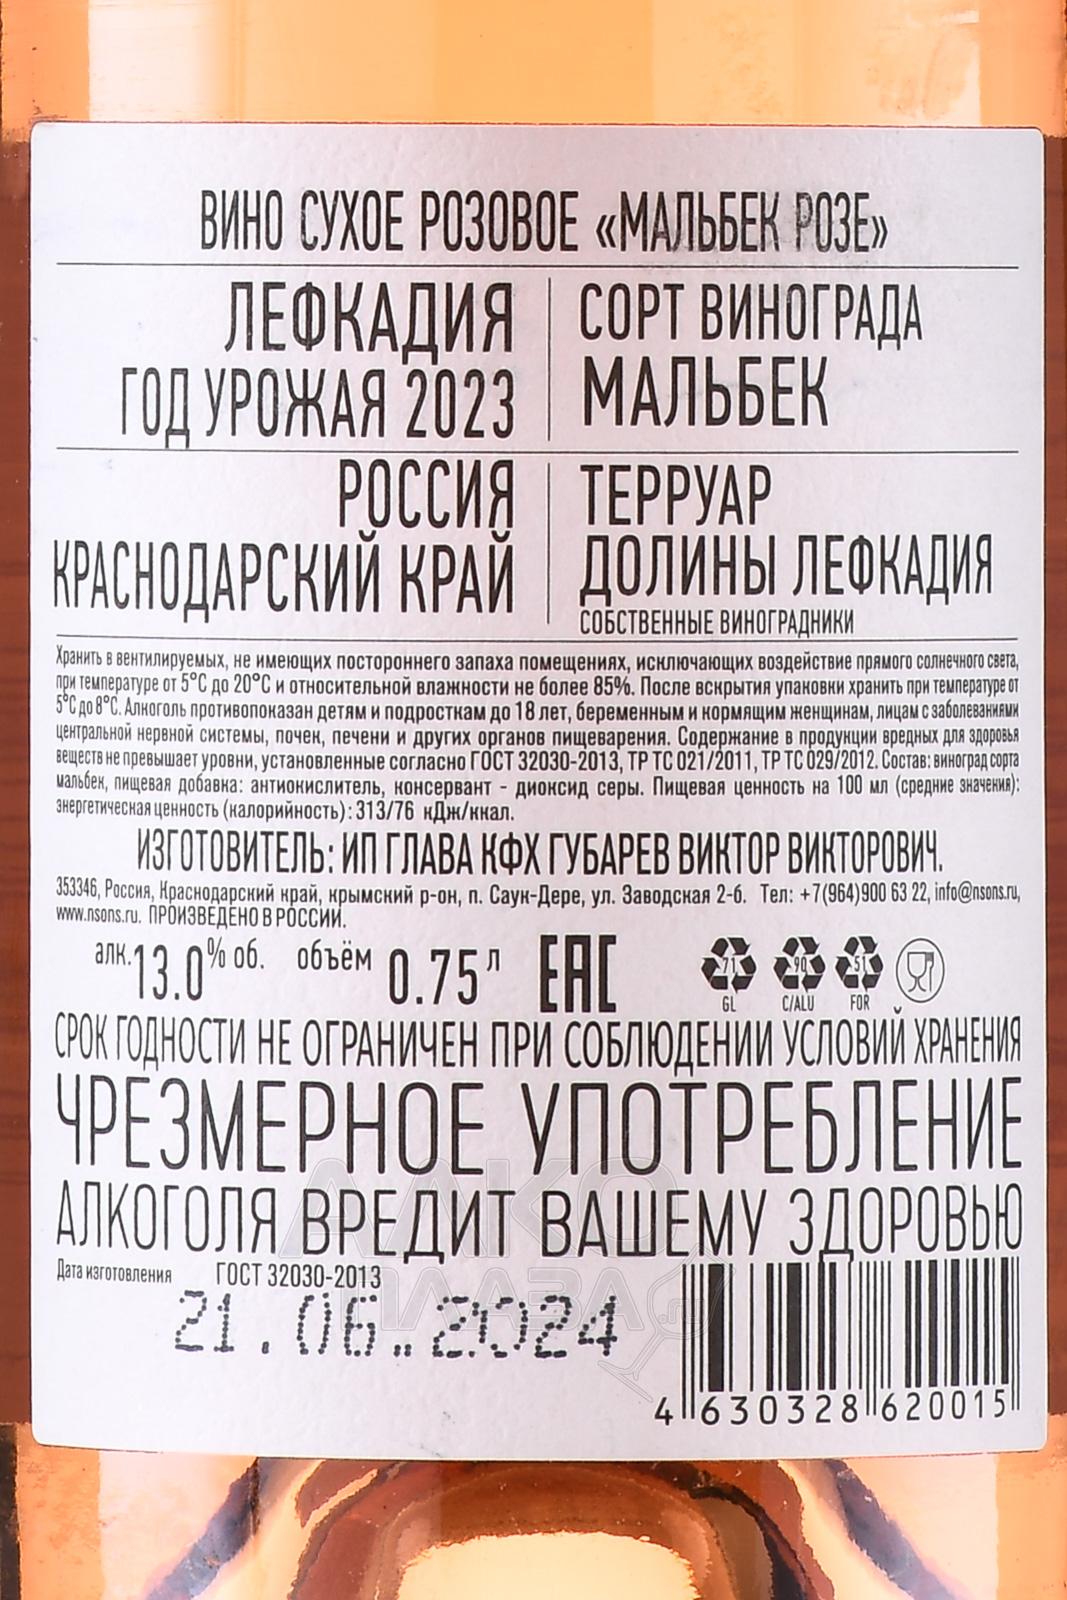 ВИНО СУХОЕ РОЗОВОЕ «МАЛЬБЕК РОЗЕ»
ЛЕФКАДИЯ
ГОД УРОЖАЯ 2023
СОРТ ВИНОГРАДА
МАЛЬБЕК
РОССИЯ
КРАСНОДАРСКИЙ КРАЙ
ТЕРРУАР
ДОЛИНЫ ЛЕФКАДИЯ
СОБСТВЕННЫЕ ВИНОГРАДНИКИ
Хранить в вентилируемых, не имеющих постороннего запаха помещениях, исключающих воздействие прямого солнечного света,
при температуре от 5°С до 20°С и относительной влажности не более 85%. После вскрытия упаковки хранить при температуре от
5°С до 8°С. Алкоголь противопоказан детям и подросткам до 18 лет, беременным и кормящим женщинам, лицам с заболеваниями
центральной нервной системы, почек, печени и других органов пищеварения. Содержание в продукции вредных для здоровья
веществ не превышает уровни, установленные согласно ГОСТ 32030-2013, ТР ТС 021/2011, ТР ТС 029/2012. Состав: виноград сорта
мальбек, пищевая добавка: антиокислитель, консервант - диоксид серы. Пищевая ценность на 100 мл (средние значения):
энергетическая ценность (калорийность): 313/76 кДж/ккал.
ИЗГОТОВИТЕЛЬ: ИП ГЛАВА КФХ ГУБАРЕВ ВИКТОР ВИКТОРОВИЧ.
353346, Россия, Краснодарский край, крымский р-он, п. Саук-Дере, ул. Заводская 2-б. Тел: +7(964)900 63 22, info@nsons.ru,
www.nsons.ru. ПРОИЗВЕДЕНО В РОССИИ.
алк.13.0% об. объём 0.75 л EAC
71 90 51
GL C/ALU FOR
СРОК ГОДНОСТИ НЕ ОГРАНИЧЕН ПРИ СОБЛЮДЕНИИ УСЛОВИЙ ХРАНЕНИЯ
ЧРЕЗМЕРНОЕ УПОТРЕБЛЕНИЕ
АЛКОГОЛЯ ВРЕДИТ ВАШЕМУ ЗДОРОВЬЮ
Дата изготовления ГОСТ 32030-2013
21.06..2024
АЛКО
ПЛАЗА.ru
4 630328 620015